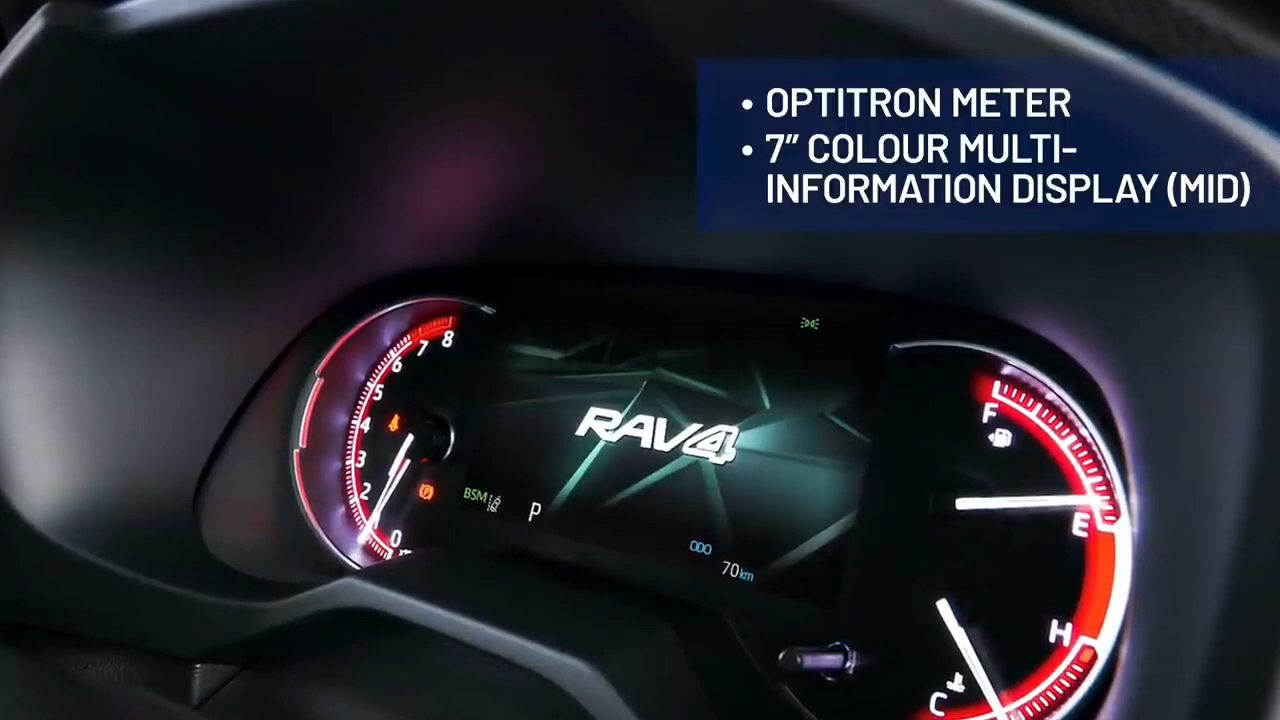 • OPTITRON METER
• 7" COLOUR MULTI-
INFORMATION DISPLAY (MID)
8
7
6
5
4
3
2
0
RAV4
BSM
P
ODO
70km
F
E
H
C